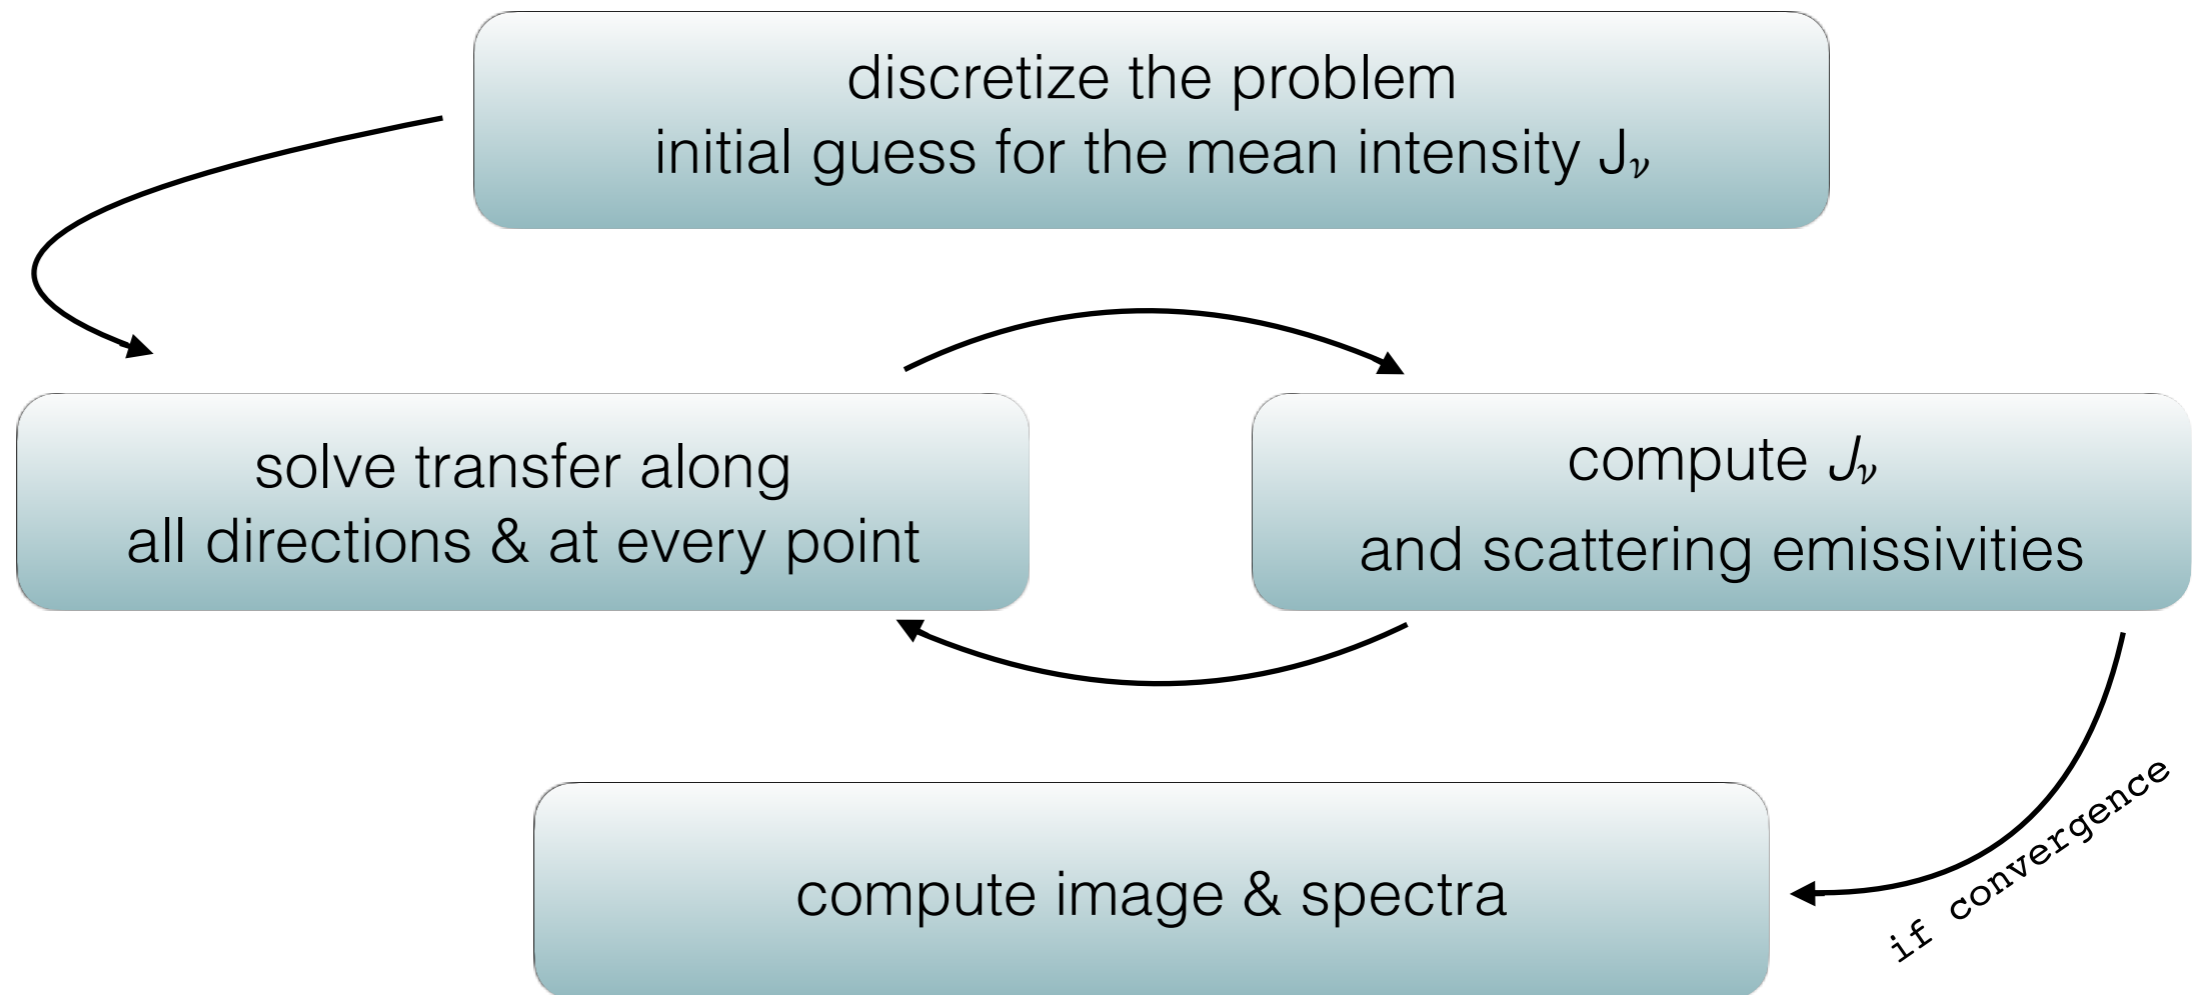 discretize the problem
initial guess for the mean intensity Jν
solve transfer along
all directions & at every point
compute Jν
and scattering emissivities
if convergence
compute image & spectra